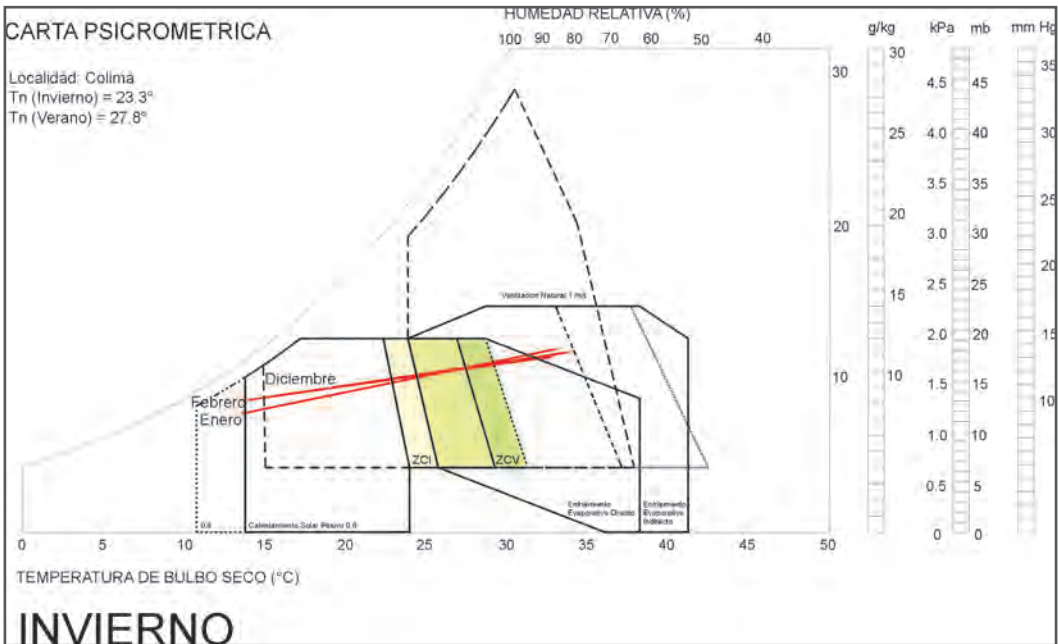 CARTA PSICROMETRICA
Localidad: Colima
Tn (Invierno) = 23.3°
Tn (Verano) = 27.8°
HUMEDAD RELATIVA (%)
100 90 80 70 60 50 40
g/kg kPa mb mm Hg
30
20
10
30
25
20
15
10
5
0
4.5
4.0
3.5
3.0
2.5
2.0
1.5
1.0
0.5
0
45
40
35
30
25
20
15
10
5
0
35
30
25
20
15
10
Ventilacion Natural 1 m/s
Diciembre
Febrero
Enero
ZCI
ZCV
0.8
Calentamiento Solar Pasivo 0.6
Enfriamiento
Evaporativo Directo
Enfriamiento
Evaporativo
Indirecto
0 5 10 15 20 25 30 35 40 45 50
TEMPERATURA DE BULBO SECO (°C)
INVIERNO